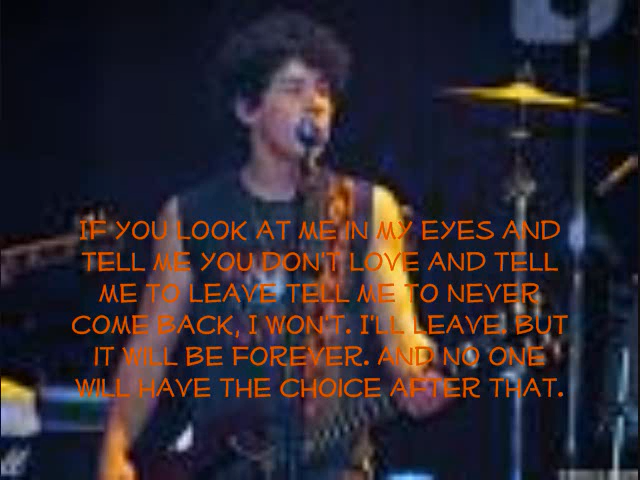 IF YOU LOOK AT ME IN MY EYES AND
TELL ME YOU DON'T LOVE AND TELL
ME TO LEAVE TELL ME TO NEVER
COME BACK, I WON'T. I'LL LEAVE. BUT
IT WILL BE FOREVER. AND NO ONE
WILL HAVE THE CHOICE AFTER THAT.